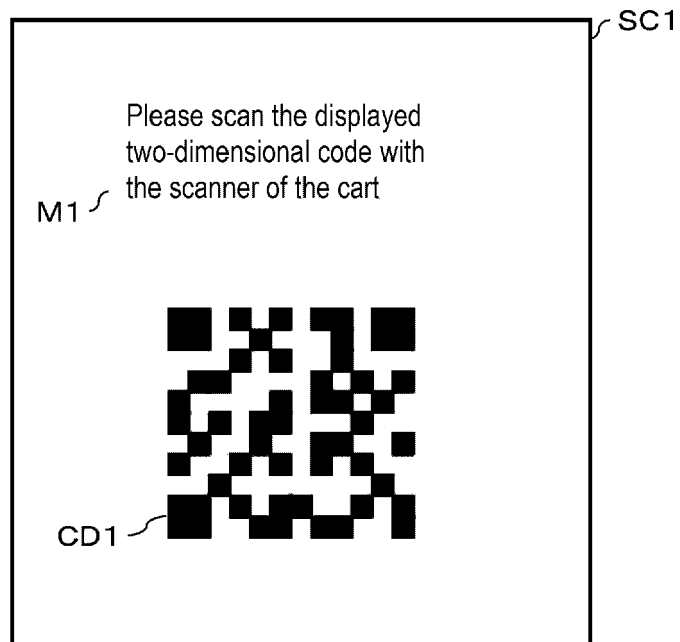 SC1
Please scan the displayed
two-dimensional code with
the scanner of the cart
M1
CD1